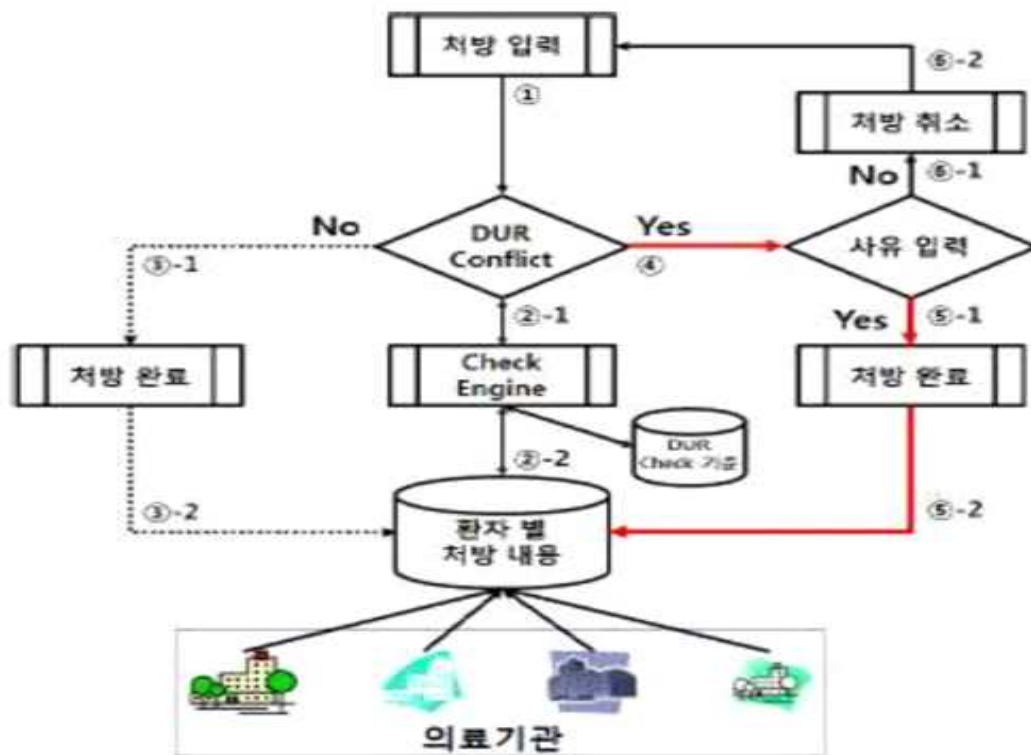 처방 입력
①
⑥-2
처방 취소
No
⑥-1
No
DUR
Conflict
Yes
④
사유 입력
③-1
②-1
Yes
⑤-1
처방 완료
Check
Engine
처방 완료
DUR
Check 기준
②-2
③-2
⑤-2
환자 별
처방 내용
의료기관